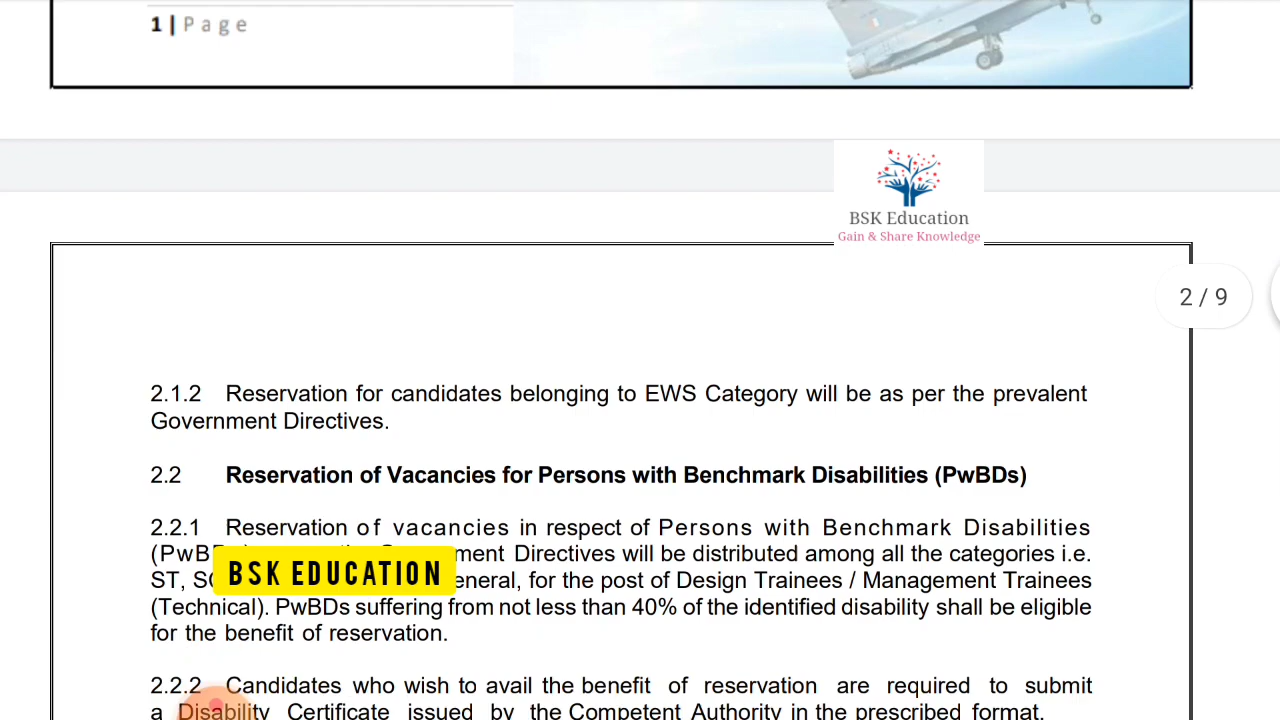 1 | P a g e
BSK Education
Gain & Share Knowledge
2 / 9
2.1.2 Reservation for candidates belonging to EWS Category will be as per the prevalent
Government Directives.
2.2 Reservation of Vacancies for Persons with Benchmark Disabilities (PwBDs)
2.2.1 Reservation of vacancies in respect of Persons with Benchmark Disabilities
Directives will be distributed among all the categories i.e.
ST, for the post of Design Trainees / Management Trainees
BSK EDUCATION
(Technical). PwBDs suffering from not less than 40% of the identified disability shall be eligible
for the benefit of reservation.
2.2.2 Candidates who wish to avail the benefit of reservation are required to submit
a Disability Certificate issued by the Competent Authority in the prescribed format.